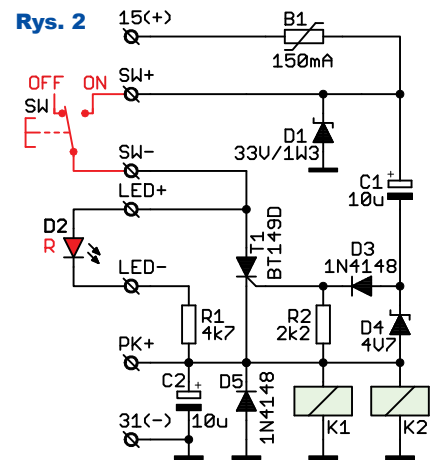 Rys. 2
15(+)
B1
150mA
SW+
OFF ON
SW
D1
33V/1W3
SW-
C1
+
10u
LED+
D2
R
T1
BT149D
D3
1N4148
LED-
R1
4k7
R2
2k2
D4
4V7
PK+
C2
+
10u
D5
1N4148
31(-)
K1
K2